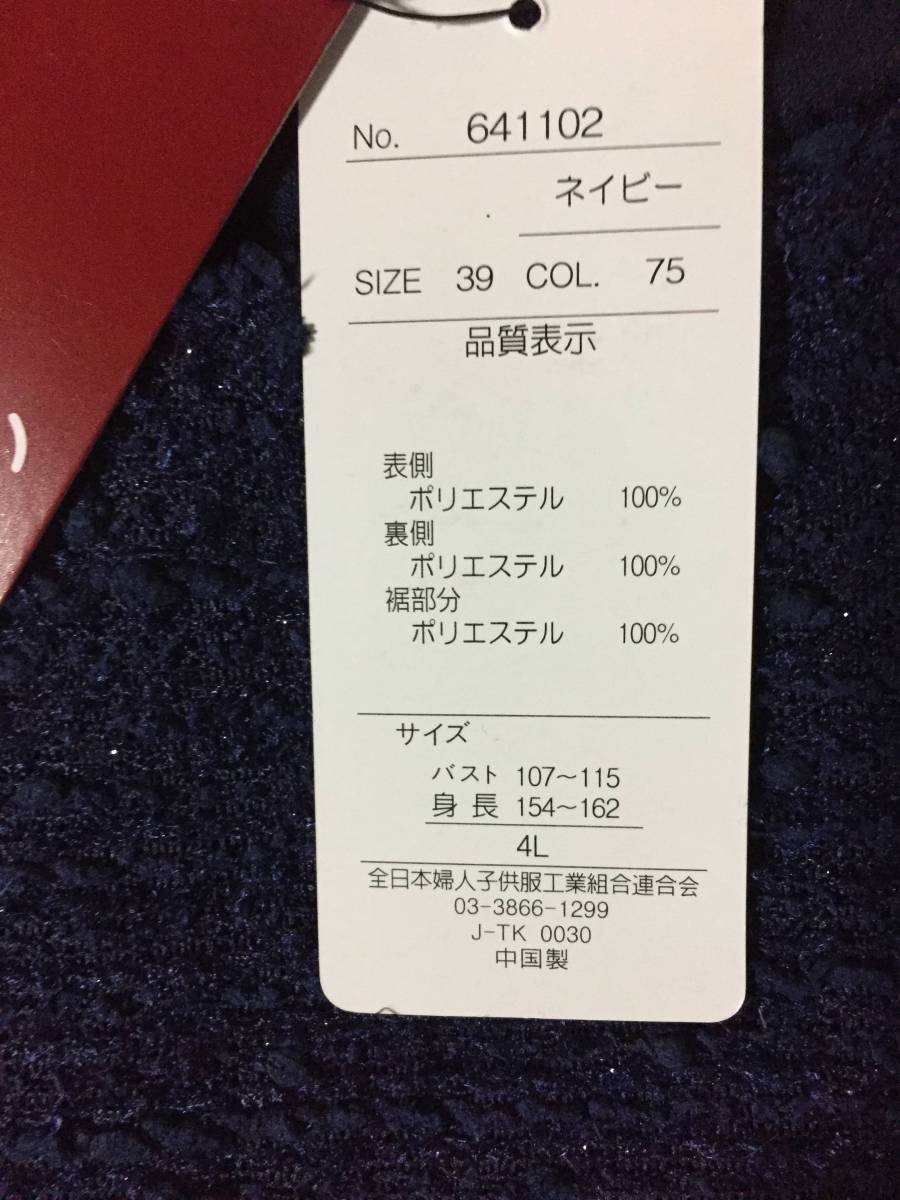 No. 641102
ネイビー
SIZE 39 COL. 75
品質表示
表側
ポリエステル 100%
裏側
ポリエステル 100%
裾部分
ポリエステル 100%
サイズ
バスト 107～115
身長 154～162
4L
全日本婦人子供服工業組合連合会
03-3866-1299
J-TK 0030
中国製